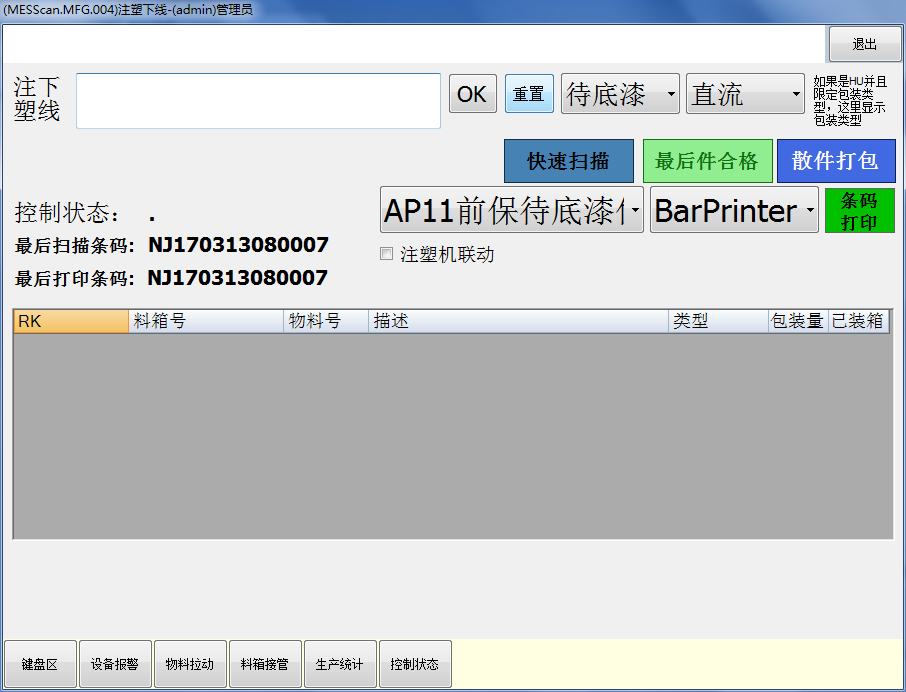 (MESScan.MFG.004)注塑下线-(admin)管理员
退出
注下
塑线
OK
重置
待底漆
直流
如果是HU并且
限定包装类
型，这里显示
包装类型
快速扫描
最后件合格
散件打包
控制状态： .
AP11前保待底漆
BarPrinter
条码
打印
最后扫描条码: NJ170313080007
注塑机联动
最后打印条码: NJ170313080007
RK 料箱号 物料号 描述 类型 包装量 已装箱
键盘区 设备报警 物料拉动 料箱接管 生产统计 控制状态